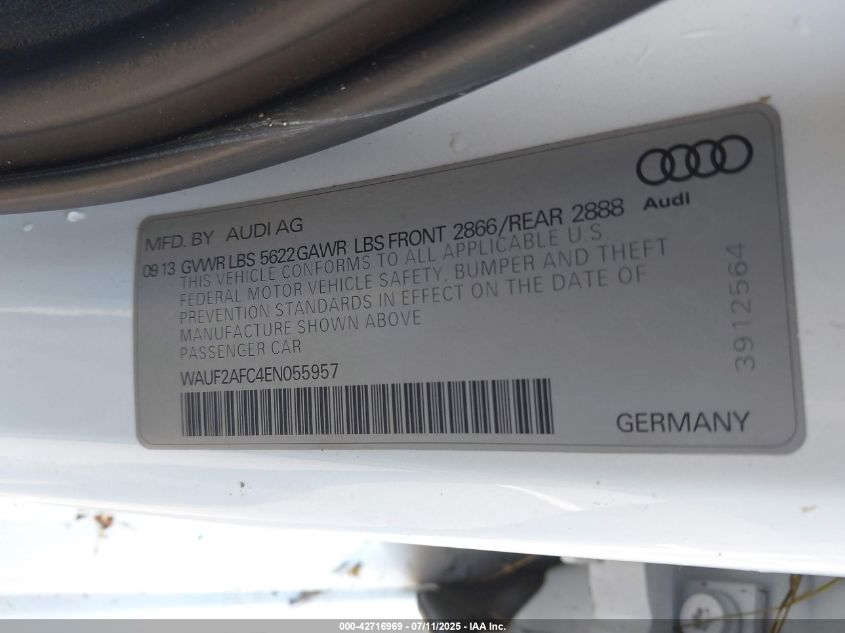 Audi
MFD. BY AUDI AG
09 13 GVWR LBS 5622 GAWR LBS FRONT 2866/REAR 2888
THIS VEHICLE CONFORMS TO ALL APPLICABLE U.S.
FEDERAL MOTOR VEHICLE SAFETY, BUMPER AND THEFT
PREVENTION STANDARDS IN EFFECT ON THE DATE OF
MANUFACTURE SHOWN ABOVE
PASSENGER CAR
WAUF2AFC4EN055957
GERMANY
3912564
000-42716969 - 07/11/2025 - IAA Inc.